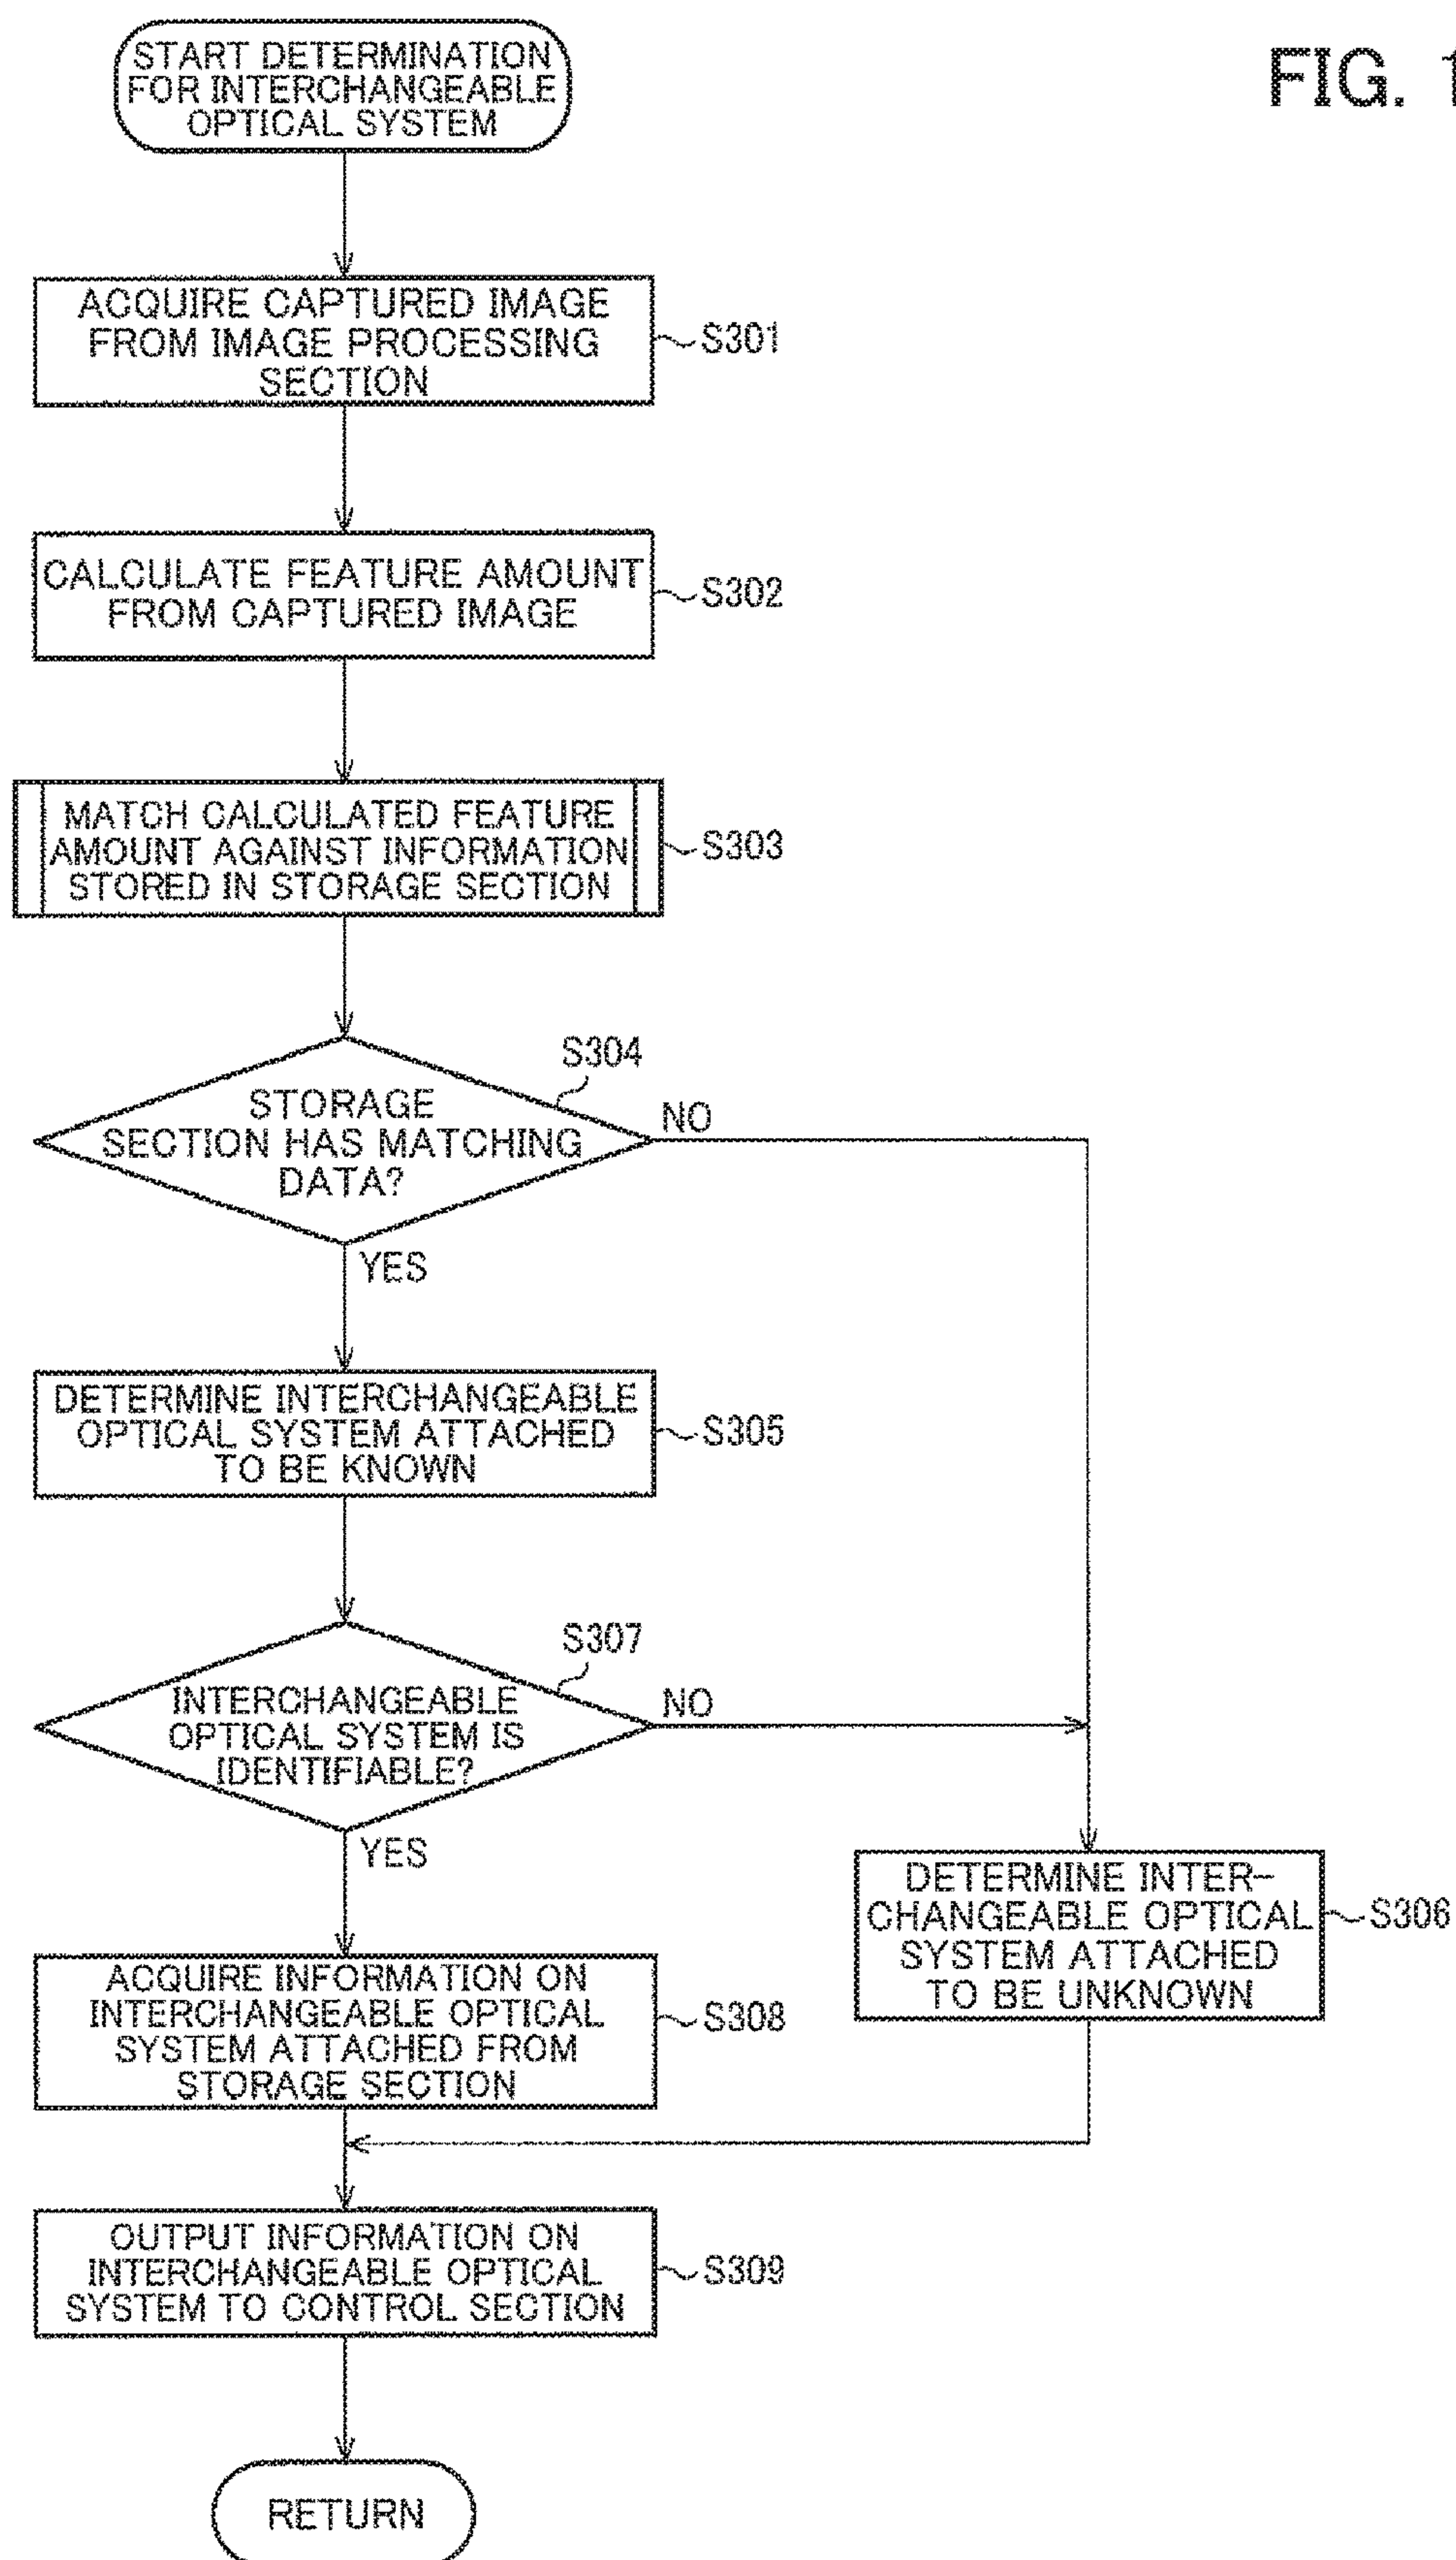 FIG. 1
START DETERMINATION
FOR INTERCHANGEABLE
OPTICAL SYSTEM
ACQUIRE CAPTURED IMAGE
FROM IMAGE PROCESSING
SECTION
S301
CALCULATE FEATURE AMOUNT
FROM CAPTURED IMAGE
S302
MATCH CALCULATED FEATURE
AMOUNT AGAINST INFORMATION
STORED IN STORAGE SECTION
S303
S304
STORAGE
SECTION HAS MATCHING
DATA?
NO
YES
DETERMINE INTERCHANGEABLE
OPTICAL SYSTEM ATTACHED
TO BE KNOWN
S305
S307
INTERCHANGEABLE
OPTICAL SYSTEM IS
IDENTIFIABLE?
NO
YES
DETERMINE INTER-
CHANGEABLE OPTICAL
SYSTEM ATTACHED
TO BE UNKNOWN
S306
ACQUIRE INFORMATION ON
INTERCHANGEABLE OPTICAL
SYSTEM ATTACHED FROM
STORAGE SECTION
S308
OUTPUT INFORMATION ON
INTERCHANGEABLE OPTICAL
SYSTEM TO CONTROL SECTION
S309
RETURN